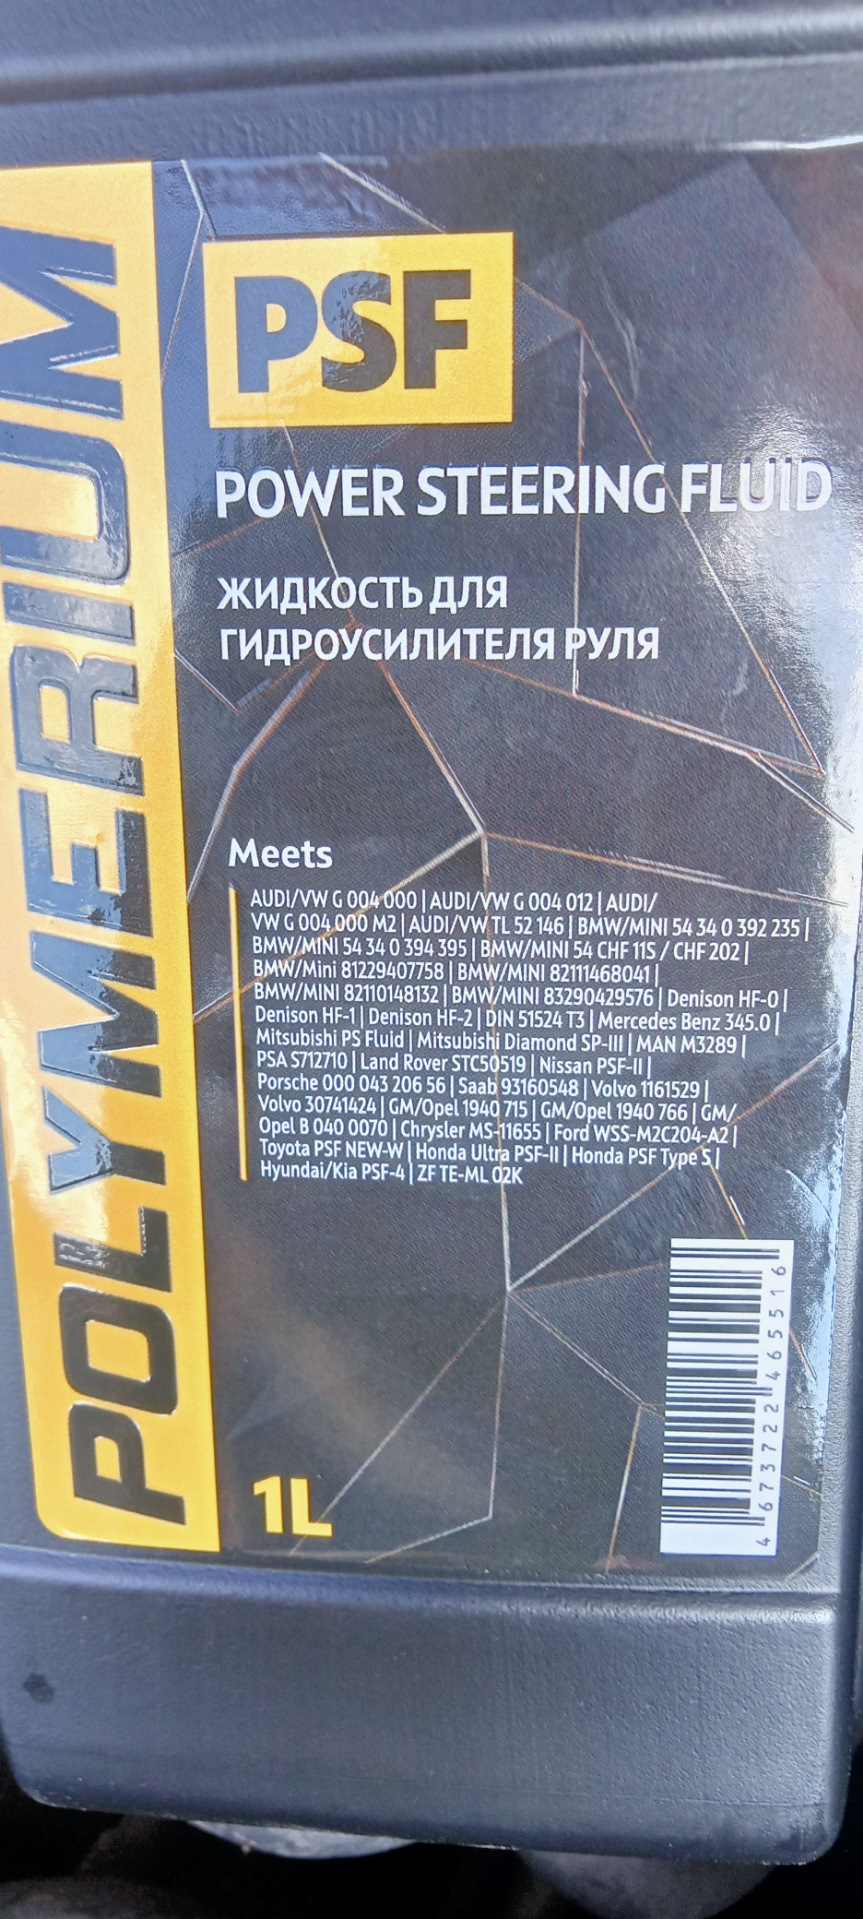 POLYMERIUM
PSF
POWER STEERING FLUID
ЖИДКОСТЬ ДЛЯ
ГИДРОУСИЛИТЕЛЯ РУЛЯ
Meets
AUDI/VW G 004 000 | AUDI/VW G 004 012 | AUDI/
VW G 004 000 M2 | AUDI/VW TL 52 146 | BMW/MINI 54 34 0 392 235 |
BMW/MINI 54 34 0 394 395 | BMW/MINI 54 CHF 11S / CHF 202 |
BMW/Mini 81229407758 | BMW/MINI 82111468041 |
BMW/MINI 82110148132 | BMW/MINI 83290429576 | Denison HF-0 |
Denison HF-1 | Denison HF-2 | DIN 51524 T3 | Mercedes Benz 345.0 |
Mitsubishi PS Fluid | Mitsubishi Diamond SP-III | MAN M3289 |
PSA S712710 | Land Rover STC50519 | Nissan PSF-II |
Porsche 000 043 206 56 | Saab 93160548 | Volvo 1161529 |
Volvo 30741424 | GM/Opel 1940 715 | GM/Opel 1940 766 | GM/
Opel B 040 0070 | Chrysler MS-11655 | Ford WSS-M2C204-A2 |
Toyota PSF NEW-W | Honda Ultra PSF-II | Honda PSF Type S |
Hyundai/Kia PSF-4 | ZF TE-ML 02K
1L
4 673722 465516